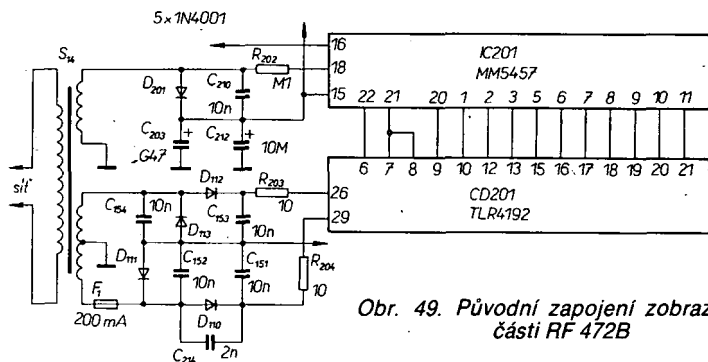 5×1N4001
S14
D201
C210
10n
R202
M1
16
18
15
IC201
MM5457
22 21 20 1 2 3 5 6 7 8 9 10 11
C203
G47
C212
10M
6 7 8 9 10 12 13 16 17 18 19 20 21
CD201
TLR4192
26
29
síť
C154
10n
D112
R203
10
D113
C153
10n
D111
C152
10n
C151
10n
R204
10
F1
200 mA
D110
C214
2n
Obr. 49. Původní zapojení zobraz
části RF 472B